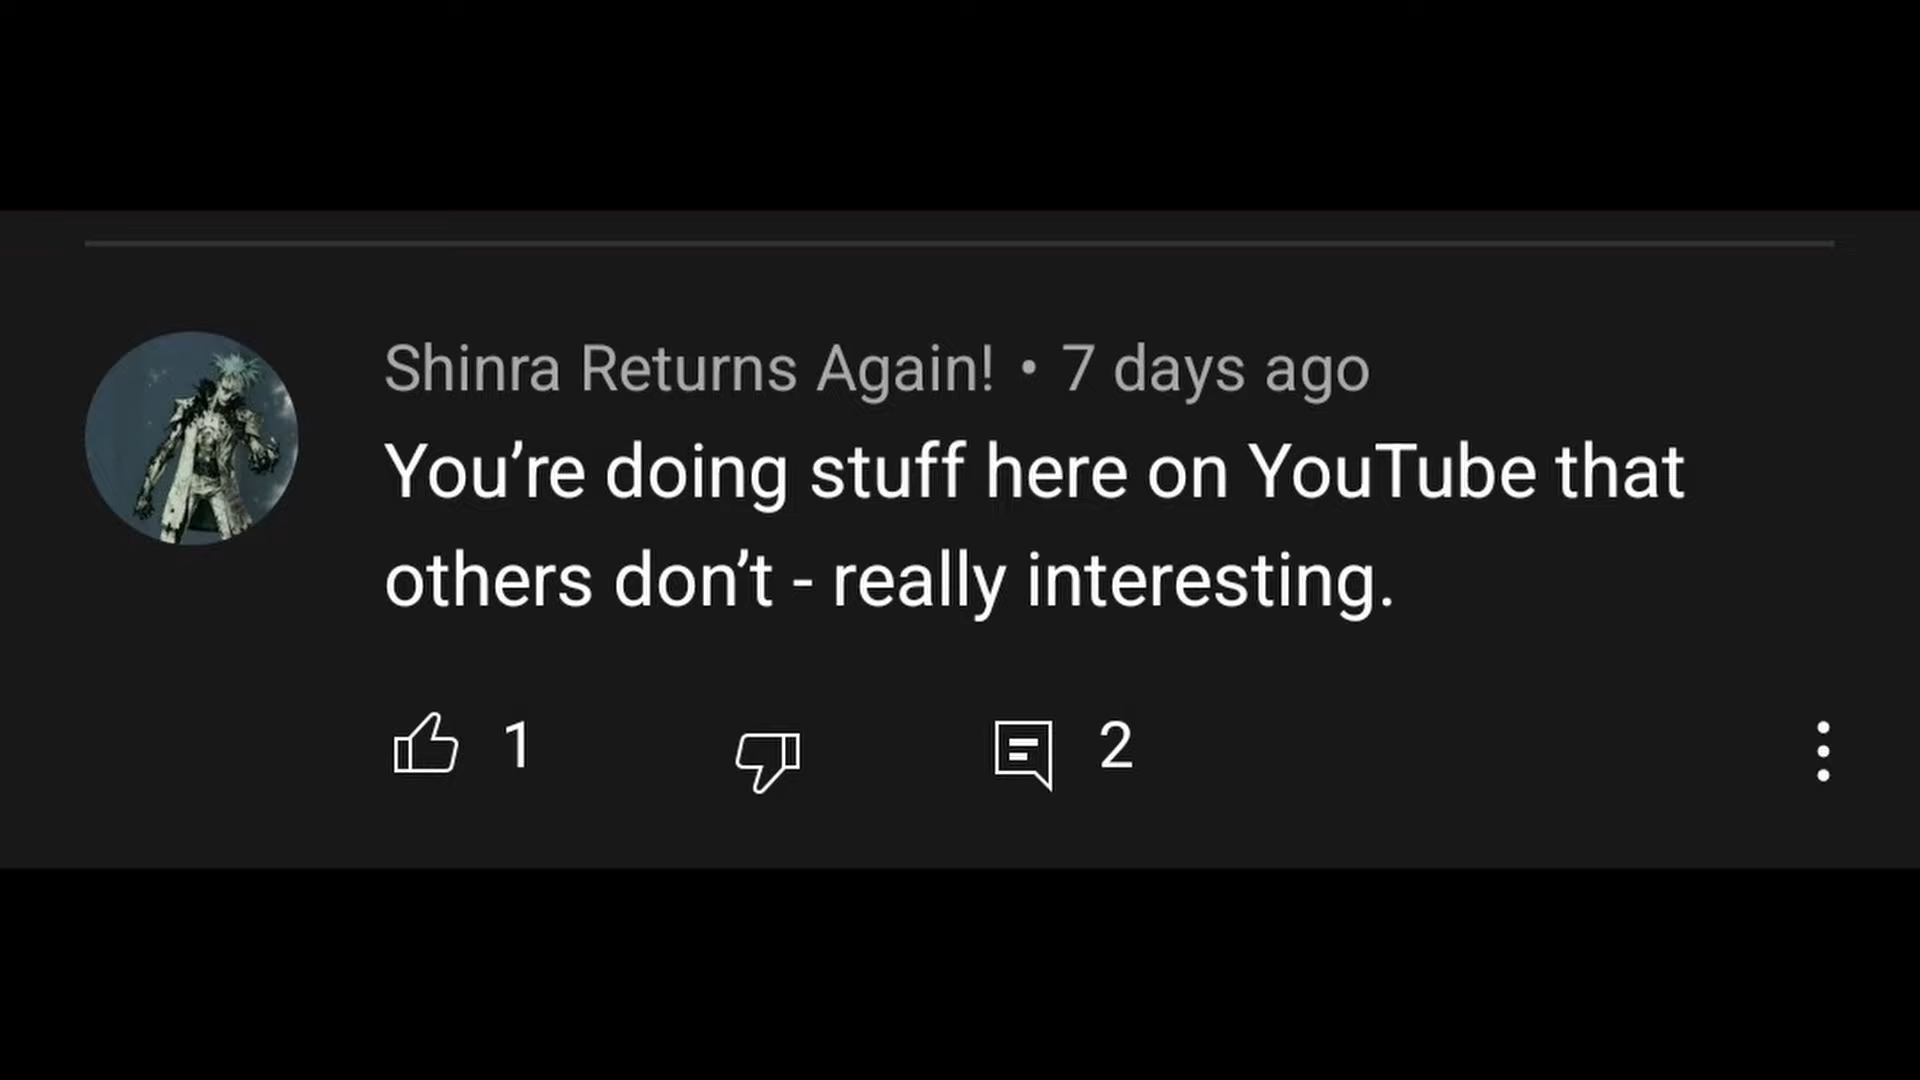 Shinra Returns Again! • 7 days ago
You’re doing stuff here on YouTube that
others don’t - really interesting.
1 2